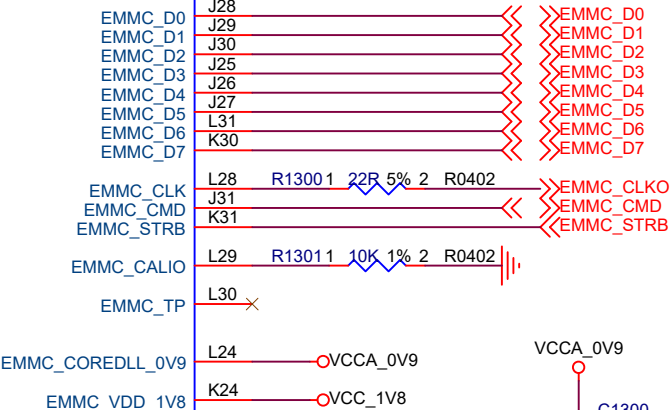 EMMC_D0 J28 EMMC_D0
EMMC_D1 J29 EMMC_D1
EMMC_D2 J30 EMMC_D2
EMMC_D3 J25 EMMC_D3
EMMC_D4 J26 EMMC_D4
EMMC_D5 J27 EMMC_D5
EMMC_D6 L31 EMMC_D6
EMMC_D7 K30 EMMC_D7
EMMC_CLK L28 R1300 1 22R 5% 2 R0402 EMMC_CLKO
EMMC_CMD J31 EMMC_CMD
EMMC_STRB K31 EMMC_STRB
EMMC_CALIO L29 R1301 1 10K 1% 2 R0402
EMMC_TP L30
VCCA_0V9
EMMC_COREDLL_0V9 L24 VCCA_0V9
EMMC_VDD_1V8 K24 VCC_1V8
C1300